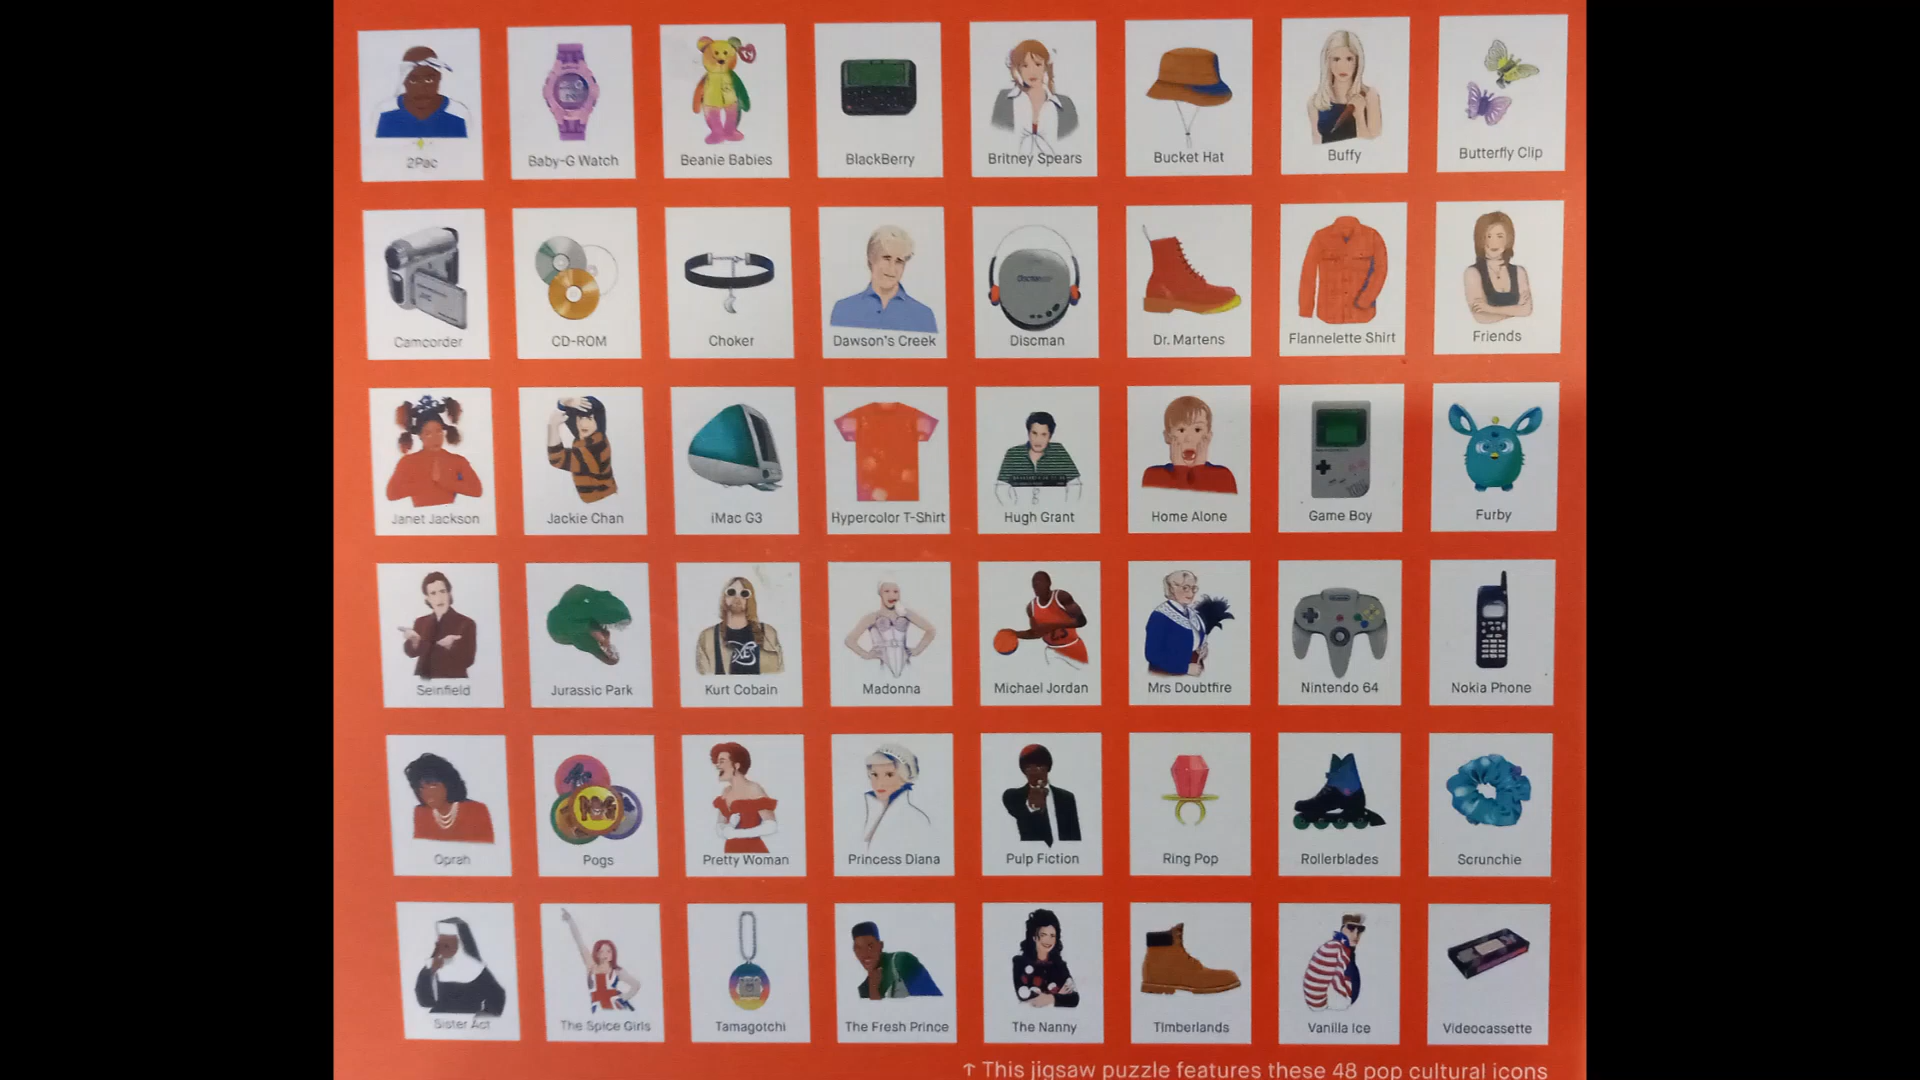 2Pac
Baby-G Watch
Beanie Babies
BlackBerry
Britney Spears
Bucket Hat
Buffy
Butterfly Clip
Camcorder
CD-ROM
Choker
Dawson's Creek
Discman
Dr. Martens
Flannelette Shirt
Friends
Janet Jackson
Jackie Chan
iMac G3
Hypercolor T-Shirt
Hugh Grant
Home Alone
Game Boy
Furby
Seinfield
Jurassic Park
Kurt Cobain
Madonna
23
Michael Jordan
Mrs Doubtfire
Nintendo 64
Nokia Phone
Oprah
POG
Pogs
Pretty Woman
Princess Diana
Pulp Fiction
Ring Pop
Rollerblades
Scrunchie
Sister Act
The Spice Girls
Tamagotchi
The Fresh Prince
The Nanny
Timberlands
Vanilla Ice
Videocassette
↑ This jigsaw puzzle features these 48 pop cultural icons